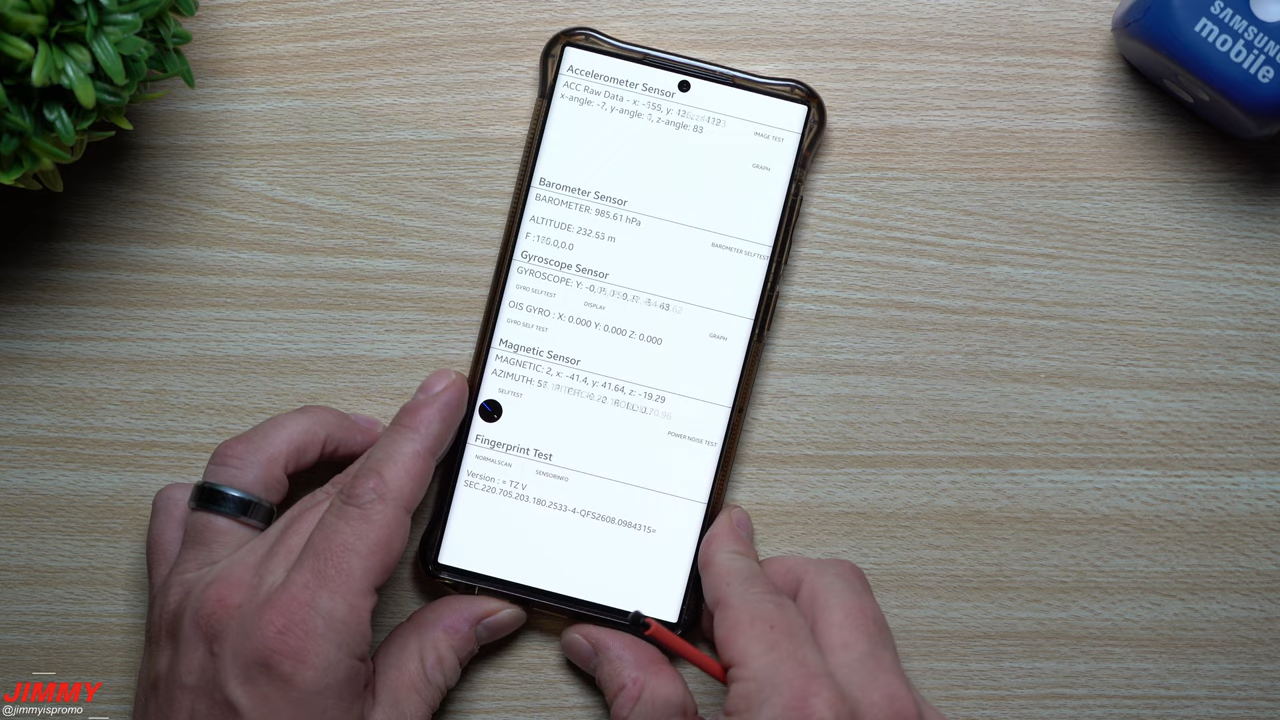 Accelerometer Sensor
ACC Raw Data - x: y:
x-angle: y-angle: z-angle: 83
IMAGE TEST
GRAPH
Barometer Sensor
BAROMETER: 985.61 hPa
ALTITUDE: 232.55 m
BAROMETER SELFTEST
F
Gyroscope Sensor
GYROSCOPE: Y:
GYRO SELFTEST DISPLAY
GRAPH
OIS GYRO : X: 0.000 Y: 0.000 Z: 0.000
GYRO SELF TEST
Magnetic Sensor
MAGNETIC: 2, x: -41.4, y: 41.64, z: -19.29
AZIMUTH:
SELFTEST
POWER NOISE TEST
Fingerprint Test
NORMALSCAN SENSORINFO
Version : = TZ V
SEC.220.705.203.180.2533-4-QFS2608.0984315=
SAMSUNG
mobile
JIMMY
@jimmyispromo